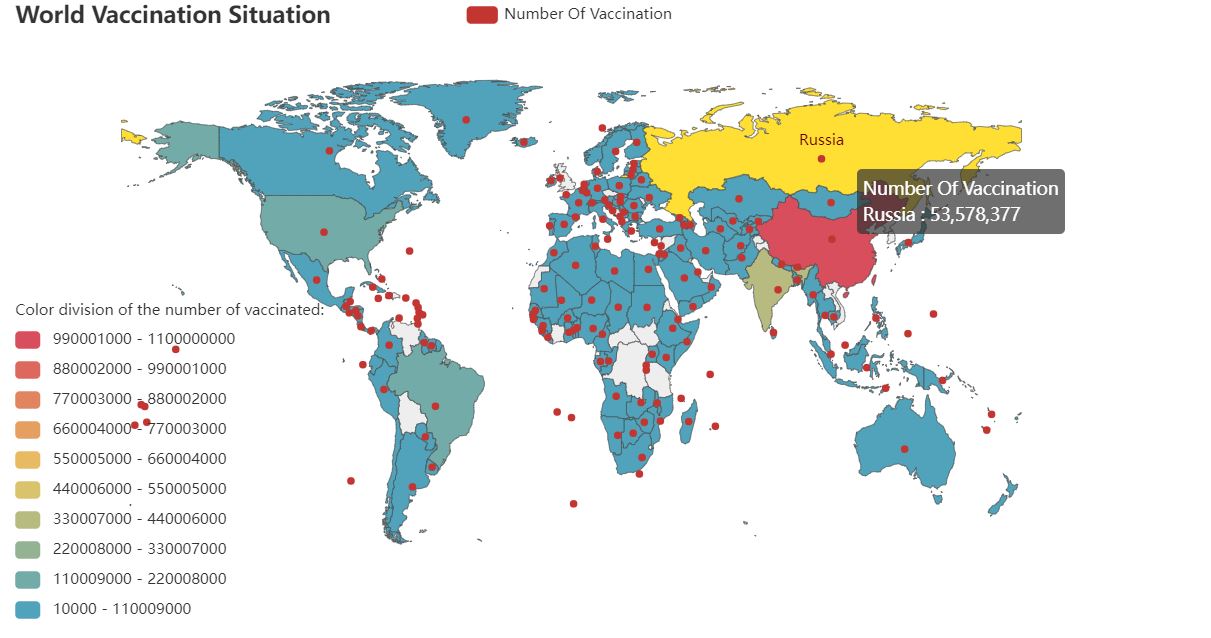 World Vaccination Situation
Number Of Vaccination
Russia
Number Of Vaccination
Russia : 53,578,377
Color division of the number of vaccinated:
990001000 - 1100000000
880002000 - 990001000
770003000 - 880002000
660004000 - 770003000
550005000 - 660004000
440006000 - 550005000
330007000 - 440006000
220008000 - 330007000
110009000 - 220008000
10000 - 110009000